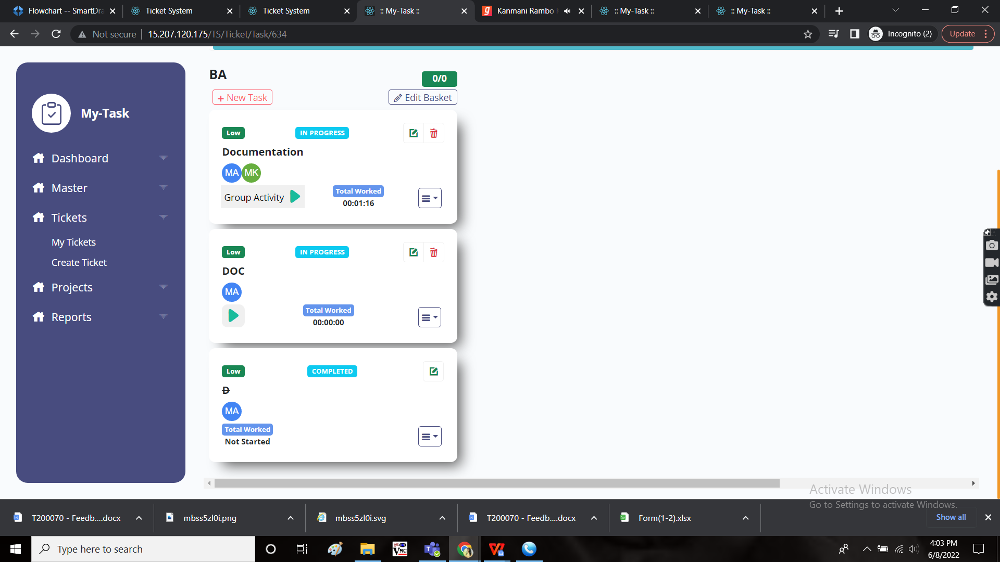 Flowchart -- SmartDra
Ticket System
Ticket System
:: My-Task ::
Kanmani Rambo
:: My-Task ::
:: My-Task ::
Not secure
15.207.120.175/TS/Ticket/Task/634
Incognito (2)
Update
My-Task
Dashboard
Master
Tickets
My Tickets
Create Ticket
Projects
Reports
BA
0/0
+ New Task
Edit Basket
Low
IN PROGRESS
Documentation
MA
MK
Group Activity
Total Worked
00:01:16
Low
IN PROGRESS
DOC
MA
Total Worked
00:00:00
Low
COMPLETED
D
MA
Total Worked
Not Started
Activate Windows
Go to Settings to activate Windows.
T200070 - Feedb....docx
mbss5zl0i.png
mbss5zl0i.svg
T200070 - Feedb....docx
Form(1-2).xlsx
Show all
Type here to search
4:03 PM
6/8/2022